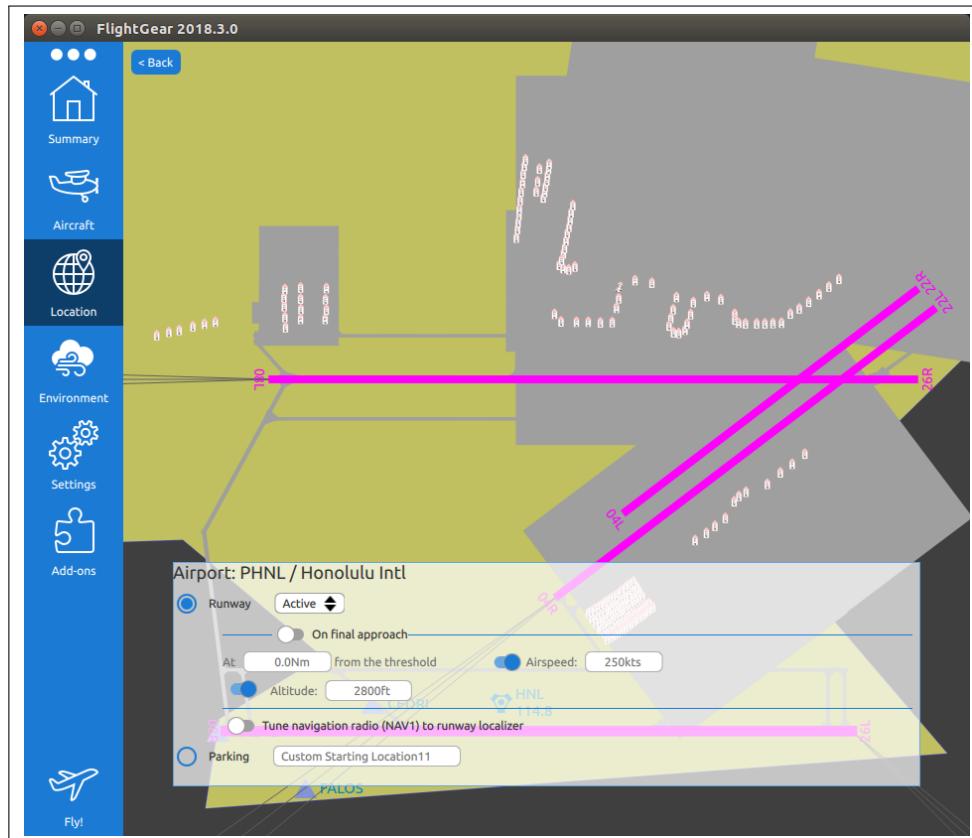 FlightGear 2018.3.0
< Back
Summary
Aircraft
Location
Environment
Settings
Add-ons
Fly!
22R
22L
08L
26R
04L
04R
Airport: PHNL / Honolulu Intl
Runway Active
On final approach
At 0.0Nm from the threshold Airspeed: 250kts
Altitude: 2800ft
CEDRI
HNL
114.8
Tune navigation radio (NAV1) to runway localizer
26L
Parking Custom Starting Location11
PALOS